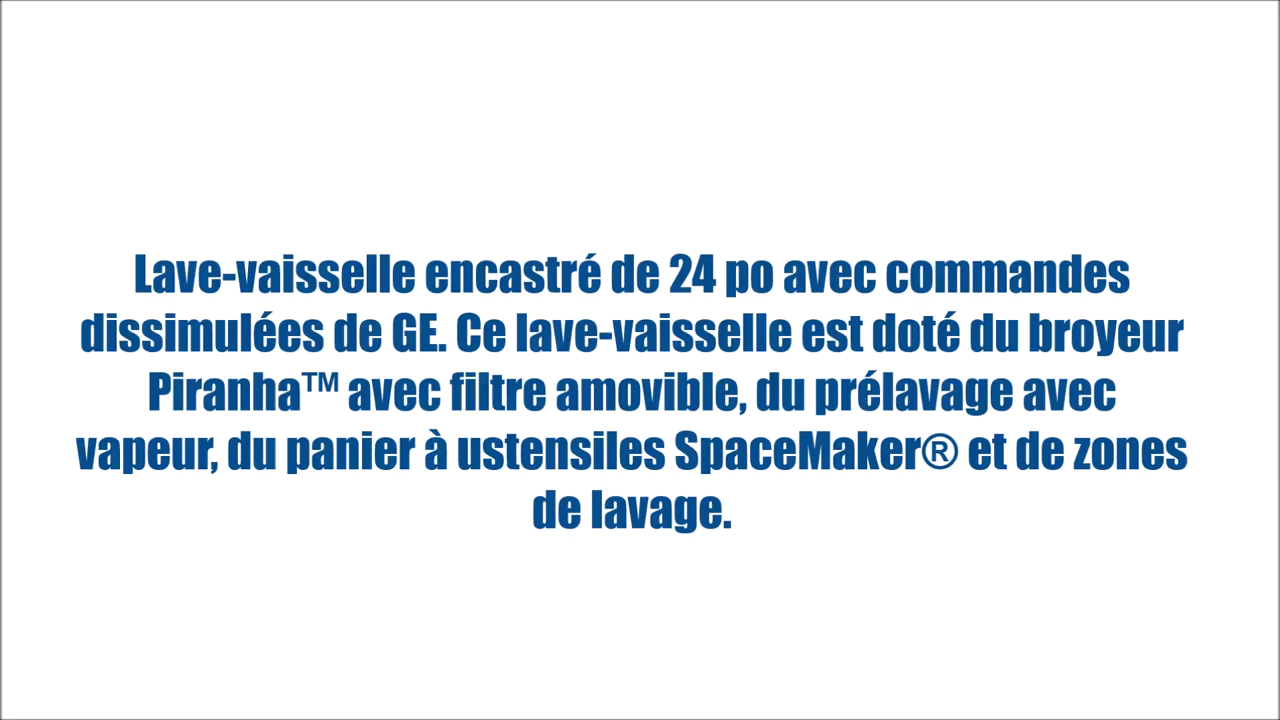 Lave-vaisselle encastré de 24 po avec commandes
dissimulées de GE. Ce lave-vaisselle est doté du broyeur
Piranha™ avec filtre amovible, du prélavage avec
vapeur, du panier à ustensiles SpaceMaker® et de zones
de lavage.